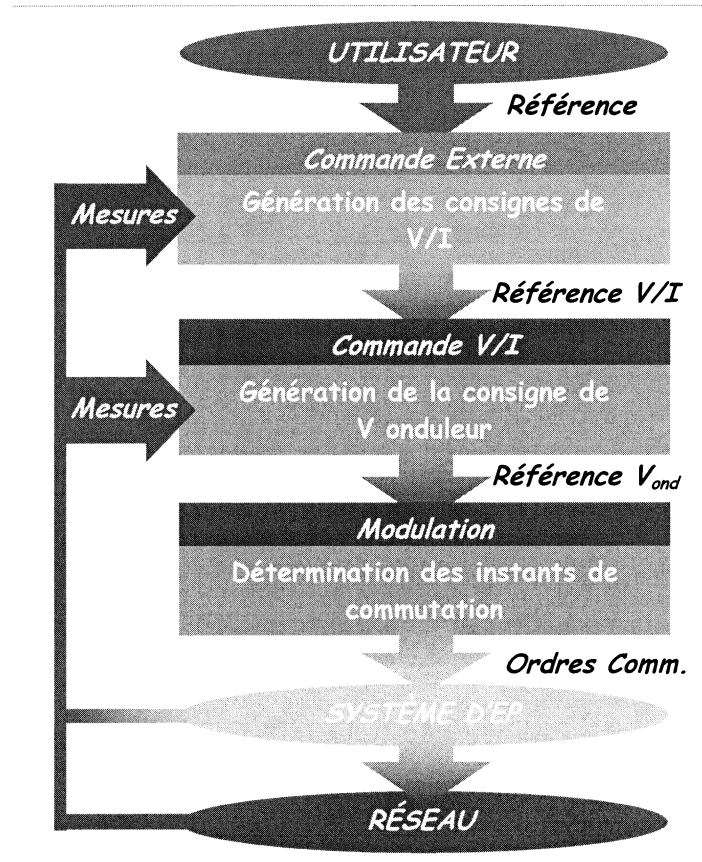 UTILISATEUR
Référence
Commande Externe
Mesures
Génération des consignes de
V/I
Référence V/I
Commande V/I
Mesures
Génération de la consigne de
V onduleur
Référence Vond
Modulation
Détermination des instants de
commutation
Ordres Comm.
SYSTÈME D'EP
RÉSEAU